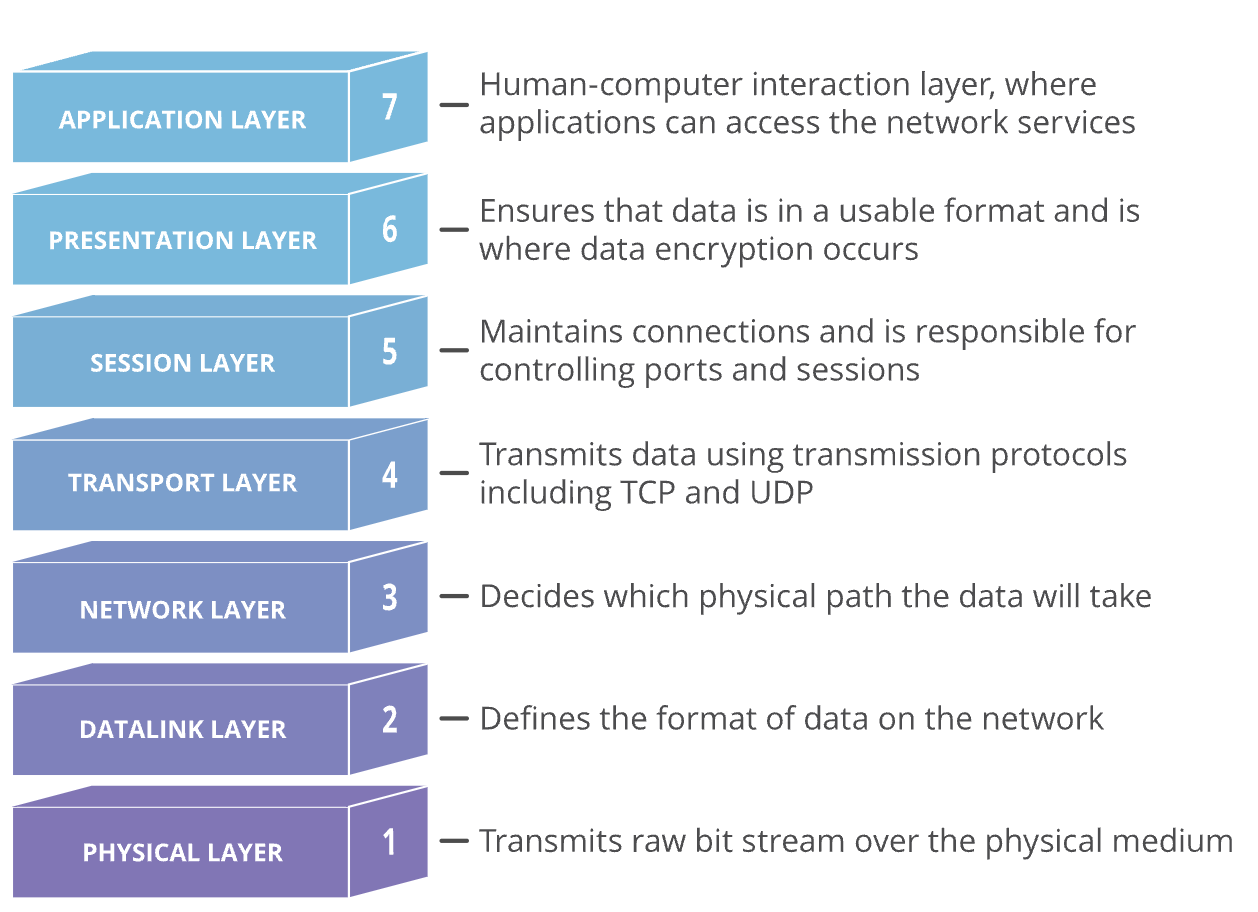 APPLICATION LAYER
7
Human-computer interaction layer, where
applications can access the network services
PRESENTATION LAYER
6
Ensures that data is in a usable format and is
where data encryption occurs
SESSION LAYER
5
Maintains connections and is responsible for
controlling ports and sessions
TRANSPORT LAYER
4
Transmits data using transmission protocols
including TCP and UDP
NETWORK LAYER
3
Decides which physical path the data will take
DATALINK LAYER
2
Defines the format of data on the network
PHYSICAL LAYER
1
Transmits raw bit stream over the physical medium